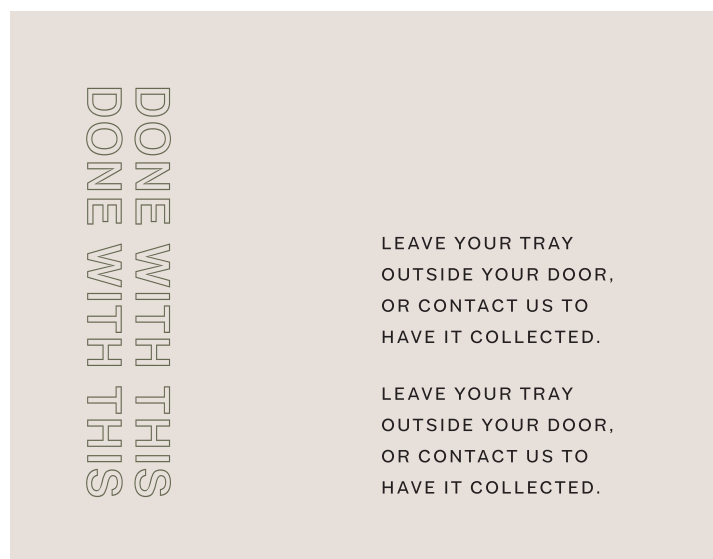 DONE WITH THIS
DONE WITH THIS
LEAVE YOUR TRAY
OUTSIDE YOUR DOOR,
OR CONTACT US TO
HAVE IT COLLECTED.
LEAVE YOUR TRAY
OUTSIDE YOUR DOOR,
OR CONTACT US TO
HAVE IT COLLECTED.